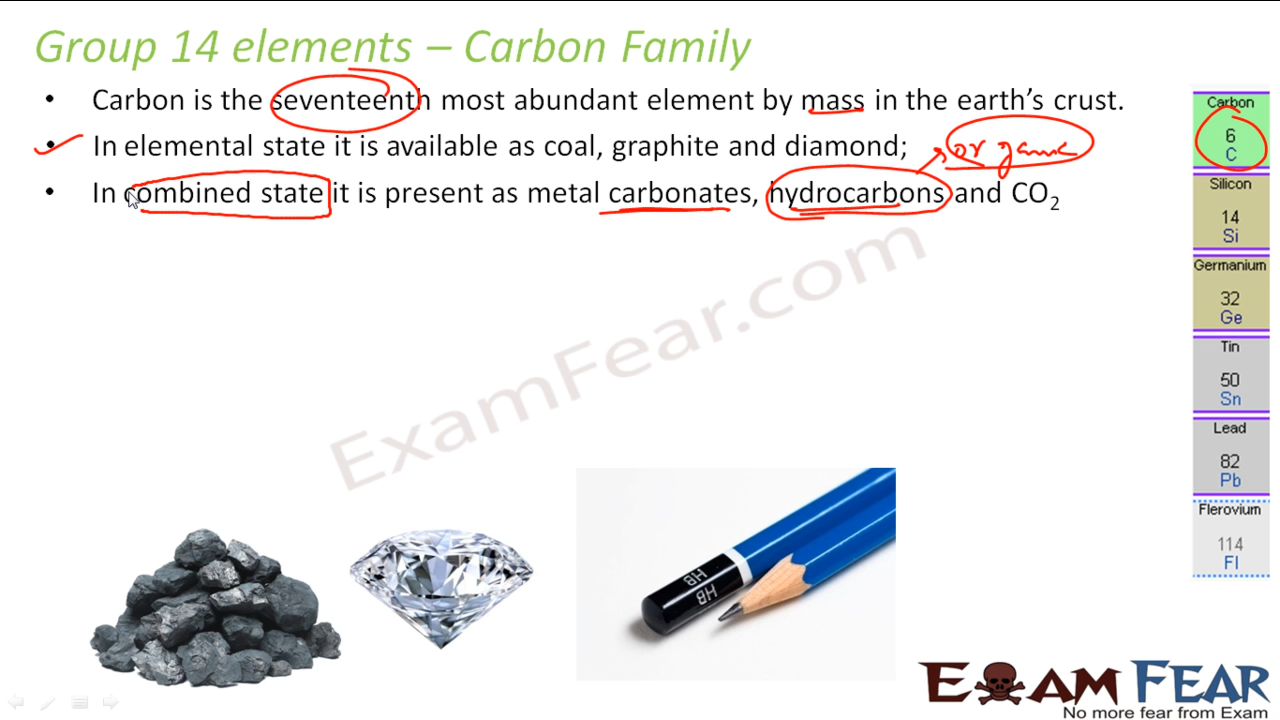 Group 14 elements – Carbon Family
• Carbon is the seventeenth most abundant element by mass in the earth's crust.
• In elemental state it is available as coal, graphite and diamond;
• In combined state it is present as metal carbonates, hydrocarbons and CO₂
Carbon
6
C
Silicon
14
Si
Germanium
32
Ge
Tin
50
Sn
Lead
82
Pb
Flerovium
114
Fl
ExamFear.com
HB
HB
EXAM FEAR
No more fear from Exam